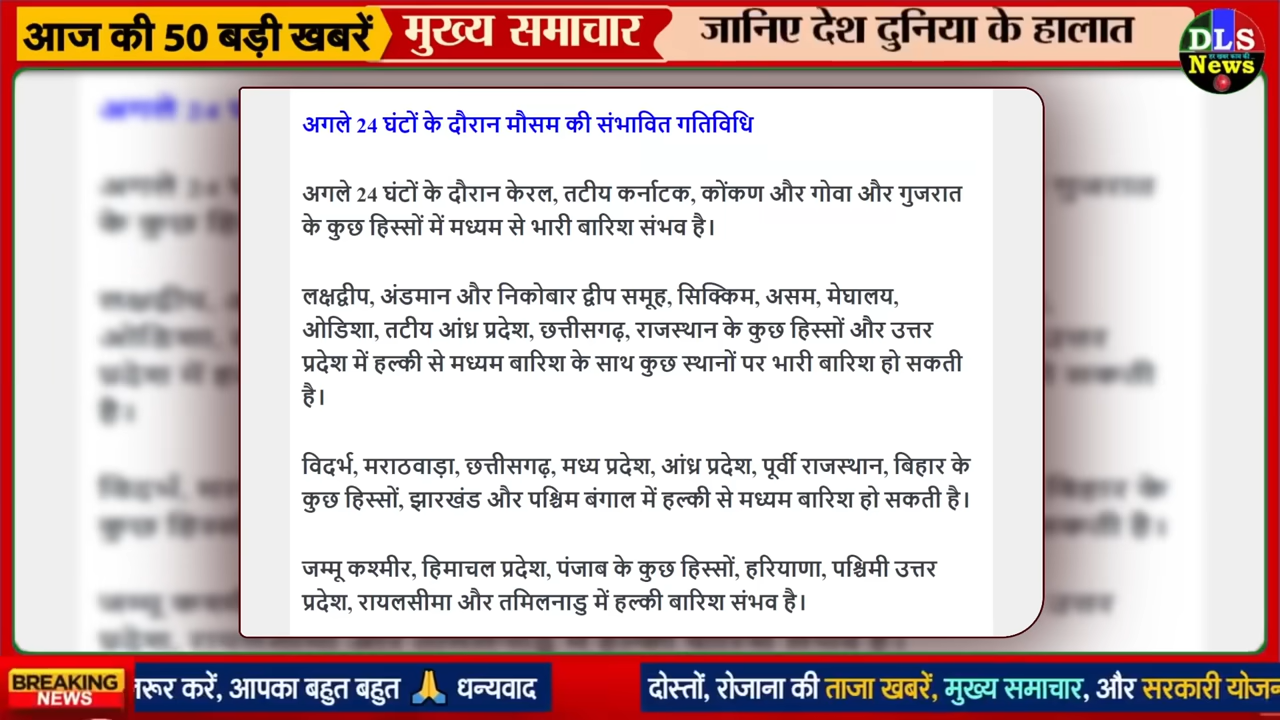 आज की 50 बड़ी खबरें मुख्य समाचार जानिए देश दुनिया के हालात
DLS
News
अगले 24 घंटों के दौरान मौसम की संभावित गतिविधि
अगले 24 घंटों के दौरान केरल, तटीय कर्नाटक, कोंकण और गोवा और गुजरात
के कुछ हिस्सों में मध्यम से भारी बारिश संभव है।
लक्षद्वीप, अंडमान और निकोबार द्वीप समूह, सिक्किम, असम, मेघालय,
ओडिशा, तटीय आंध्र प्रदेश, छत्तीसगढ़, राजस्थान के कुछ हिस्सों और उत्तर
प्रदेश में हल्की से मध्यम बारिश के साथ कुछ स्थानों पर भारी बारिश हो सकती
है।
विदर्भ, मराठवाड़ा, छत्तीसगढ़, मध्य प्रदेश, आंध्र प्रदेश, पूर्वी राजस्थान, बिहार के
कुछ हिस्सों, झारखंड और पश्चिम बंगाल में हल्की से मध्यम बारिश हो सकती है।
जम्मू कश्मीर, हिमाचल प्रदेश, पंजाब के कुछ हिस्सों, हरियाणा, पश्चिमी उत्तर
प्रदेश, रायलसीमा और तमिलनाडु में हल्की बारिश संभव है।
BREAKING
NEWS
करें, आपका बहुत बहुत 🙏 धन्यवाद दोस्तों, रोजाना की ताजा खबरें, मुख्य समाचार, और सरकारी